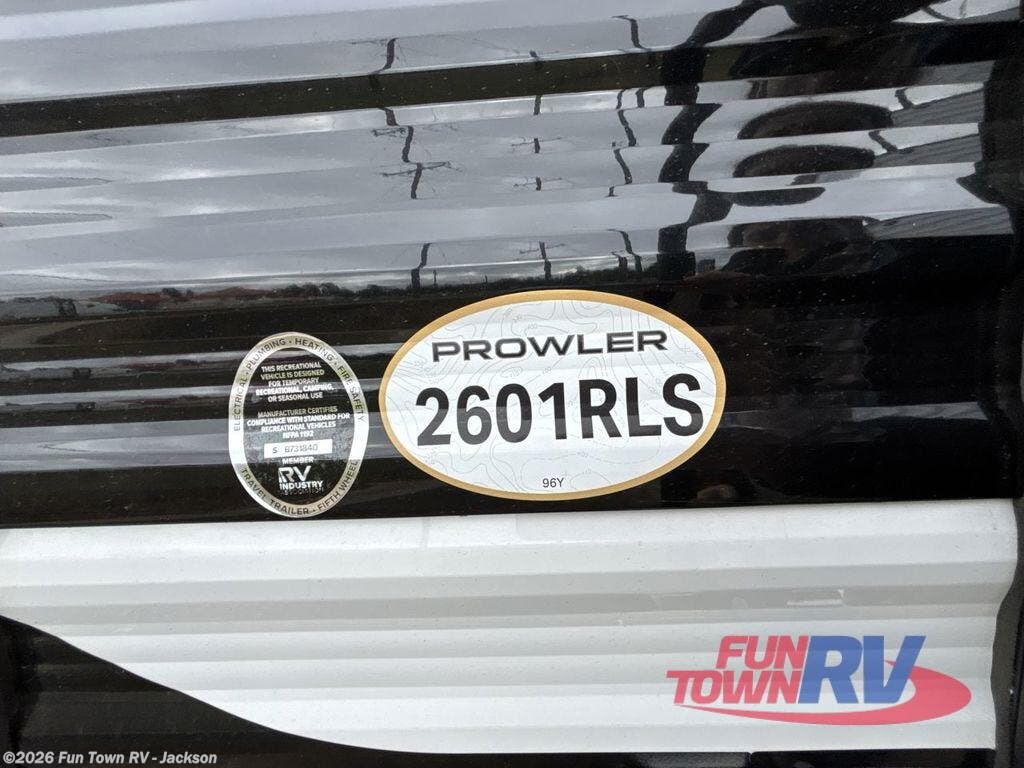 PROWLER
2601RLS
96Y
ELECTRICAL · PLUMBING · HEATING · FIRE SAFETY
THIS RECREATIONAL
VEHICLE IS DESIGNED
FOR TEMPORARY
RECREATIONAL, CAMPING,
OR SEASONAL USE
MANUFACTURER CERTIFIES
COMPLIANCE WITH STANDARD FOR
RECREATIONAL VEHICLES
NFPA 1192
S 6731840
MEMBER
RV
INDUSTRY
ASSOCIATION
TRAVEL TRAILER · FIFTH WHEEL
FUN
TOWN
RV
©2026 Fun Town RV - Jackson